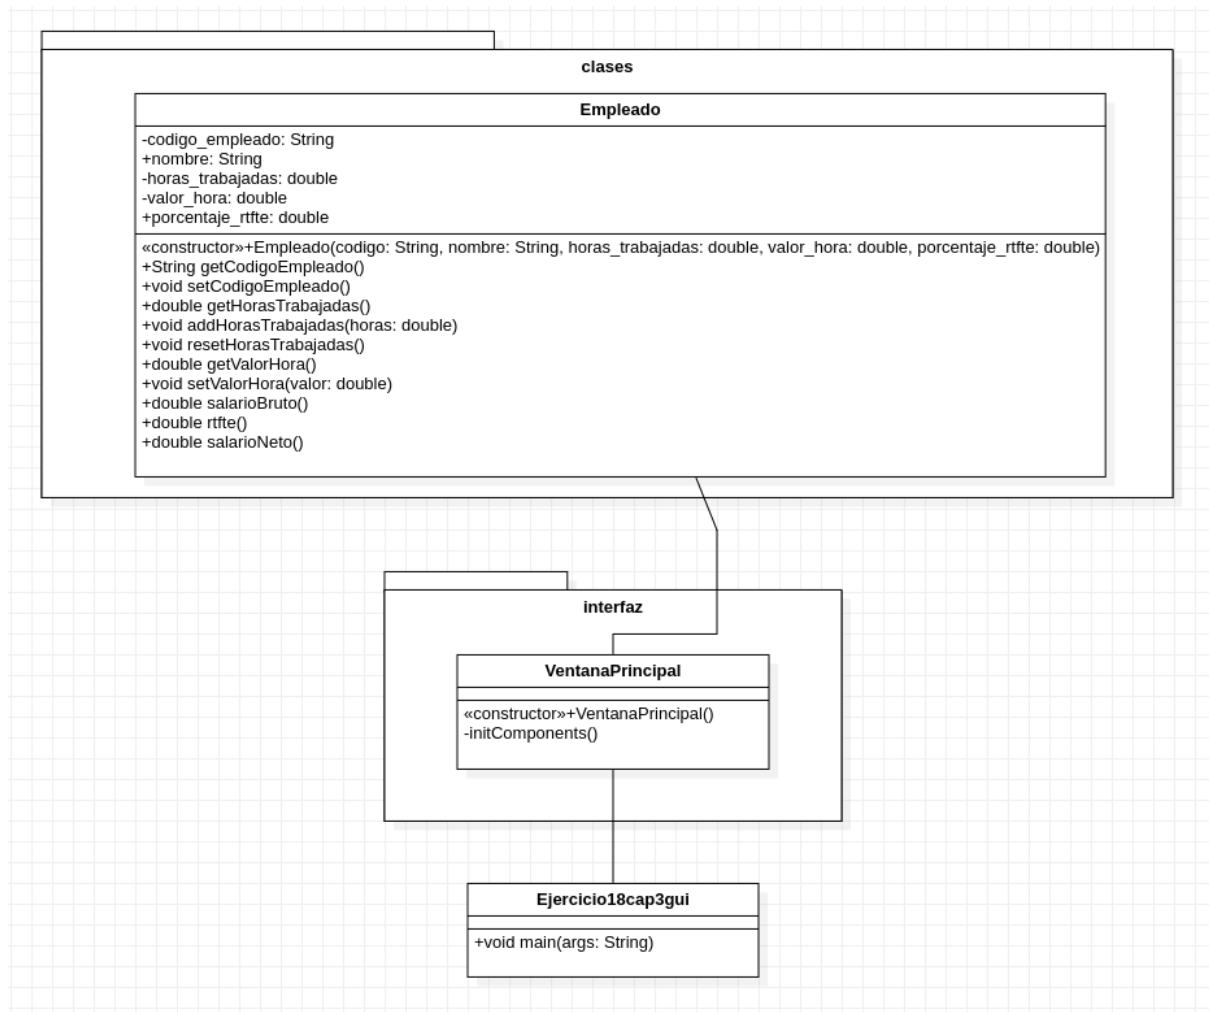 clases
Empleado
-codigo_empleado: String
+nombre: String
-horas_trabajadas: double
-valor_hora: double
+porcentaje_rtfte: double
«constructor»+Empleado(codigo: String, nombre: String, horas_trabajadas: double, valor_hora: double, porcentaje_rtfte: double)
+String getCodigoEmpleado()
+void setCodigoEmpleado()
+double getHorasTrabajadas()
+void addHorasTrabajadas(horas: double)
+void resetHorasTrabajadas()
+double getValorHora()
+void setValorHora(valor: double)
+double salarioBruto()
+double rtfte()
+double salarioNeto()
interfaz
VentanaPrincipal
«constructor»+VentanaPrincipal()
-initComponents()
Ejercicio18cap3gui
+void main(args: String)